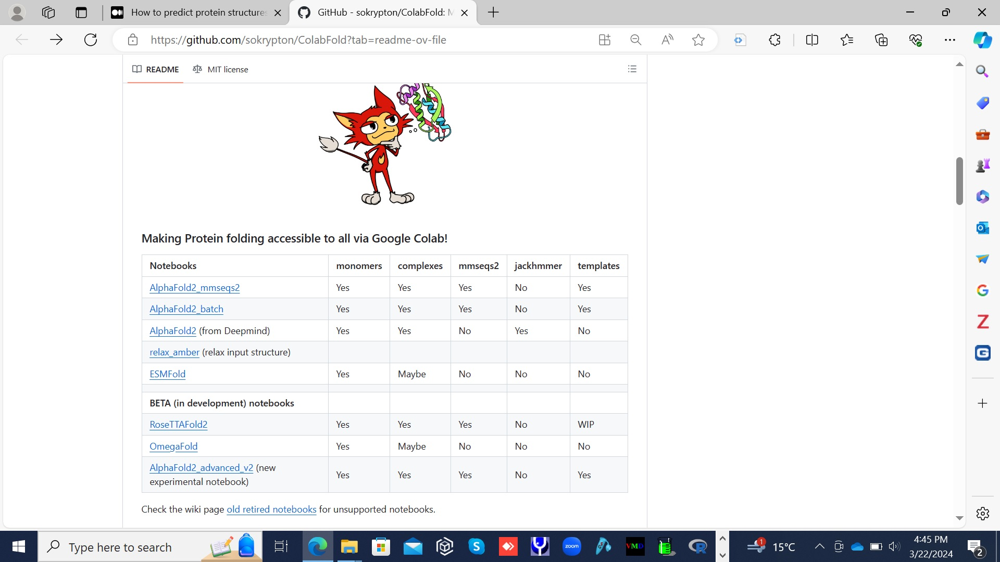 How to predict protein structures
GitHub - sokrypton/ColabFold: M
https://github.com/sokrypton/ColabFold?tab=readme-ov-file
README MIT license
Making Protein folding accessible to all via Google Colab!
Notebooks monomers complexes mmseqs2 jackhmmer templates
AlphaFold2_mmseqs2 Yes Yes Yes No Yes
AlphaFold2_batch Yes Yes Yes No Yes
AlphaFold2 (from Deepmind) Yes Yes No Yes No
relax_amber (relax input structure)
ESMFold Yes Maybe No No No
BETA (in development) notebooks
RoseTTAFold2 Yes Yes Yes No WIP
OmegaFold Yes Maybe No No No
AlphaFold2_advanced_v2 (new
experimental notebook) Yes Yes Yes No Yes
Check the wiki page old retired notebooks for unsupported notebooks.
Type here to search
zoom
VMD
1
15°C
4:45 PM
3/22/2024
2